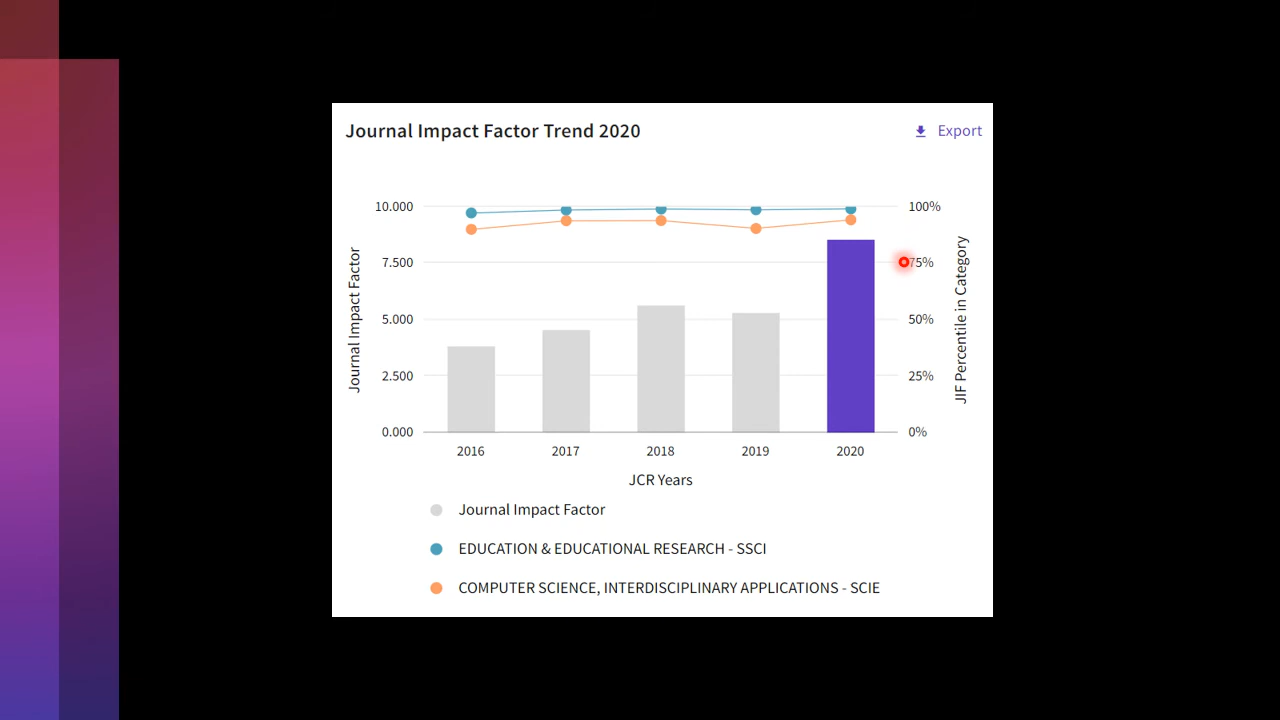 Journal Impact Factor Trend 2020
Export
10.000
7.500
5.000
2.500
0.000
Journal Impact Factor
100%
75%
50%
25%
0%
JIF Percentile in Category
2016 2017 2018 2019 2020
JCR Years
Journal Impact Factor
EDUCATION & EDUCATIONAL RESEARCH - SSCI
COMPUTER SCIENCE, INTERDISCIPLINARY APPLICATIONS - SCIE